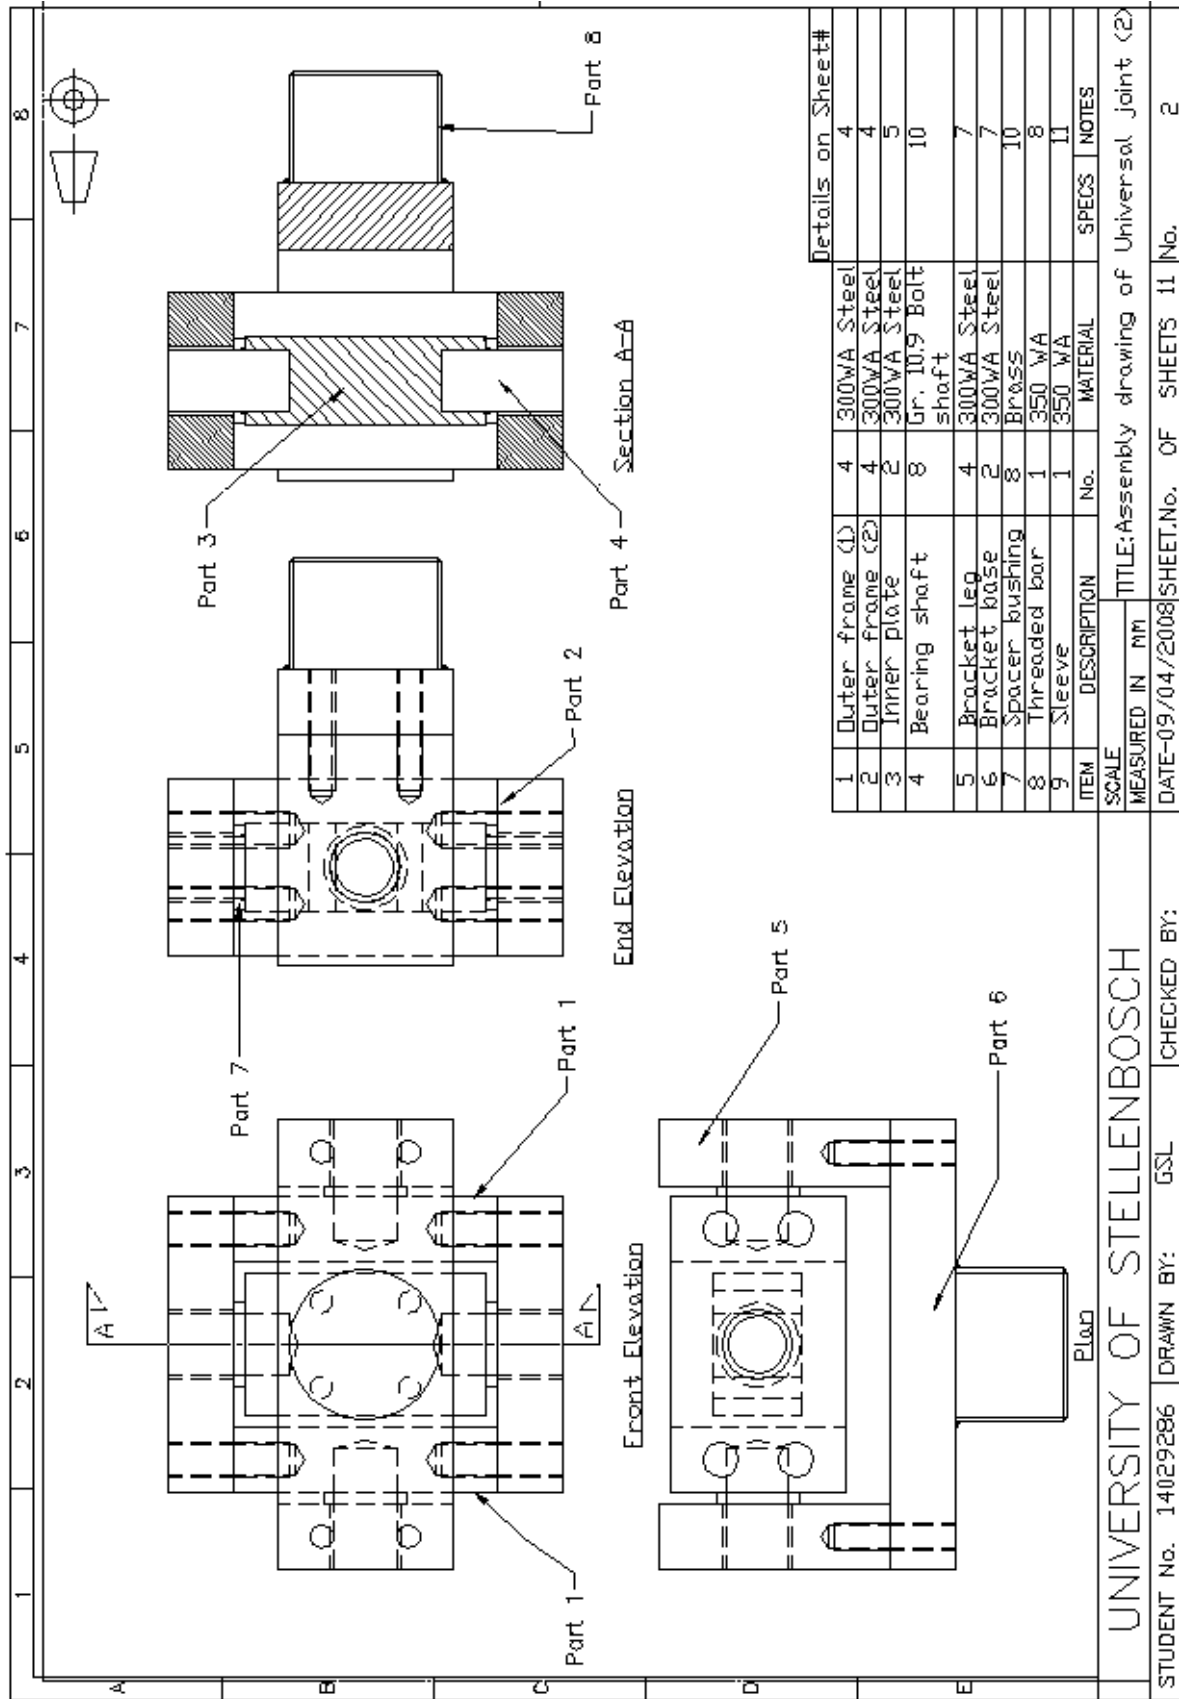 1 2 3 4 5 6 7 8
A
B
C
D
E
Part 7
Part 3
Part 8
A
A
Part 1
Part 1
Part 2
Part 4
Front Elevation
End Elevation
Section A-A
Part 5
Part 6
Plan
Details on Sheet#
1 Outer frame (1) 4 300WA Steel 4
2 Outer frame (2) 4 300WA Steel 4
3 Inner plate 2 300WA Steel 5
4 Bearing shaft 8 Gr. 10.9 Bolt shaft 10
5 Bracket leg 4 300WA Steel 7
6 Bracket base 2 300WA Steel 7
7 Spacer bushing 8 Brass 10
8 Threaded bar 1 350 WA 8
9 Sleeve 1 350 WA 11
ITEM DESCRIPTION No. MATERIAL SPECS NOTES
UNIVERSITY OF STELLENBOSCH
SCALE
MEASURED IN MM
TITLE:Assembly drawing of Universal joint (2)
STUDENT No. 14029286 DRAWN BY: GSL CHECKED BY: DATE-09/04/2008 SHEET.No. OF SHEETS 11 No. 2